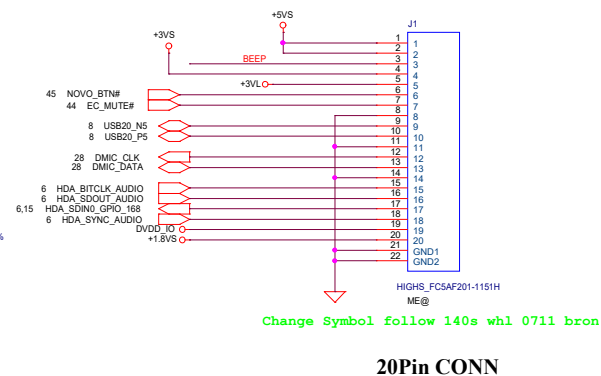 +5VS
J1
+3VS
1 1
2 2
BEEP 3 3
4 4
+3VL 5 5
45 NOVO_BTN# 6 6
44 EC_MUTE# 7 7
8 8
8 USB20_N5 9 9
8 USB20_P5 10 10
11 11
28 DMIC_CLK 12 12
28 DMIC_DATA 13 13
14 14
6 HDA_BITCLK_AUDIO 15 15
6 HDA_SDOUT_AUDIO 16 16
6,15 HDA_SDIN0_GPIO_168 17 17
6 HDA_SYNC_AUDIO 18 18
DVDD_IO 19 19
+1.8VS 20 20
% 21 GND1
22 GND2
HIGHS_FC5AF201-1151H
ME@
Change Symbol follow 140s whl 0711 bron
20Pin CONN